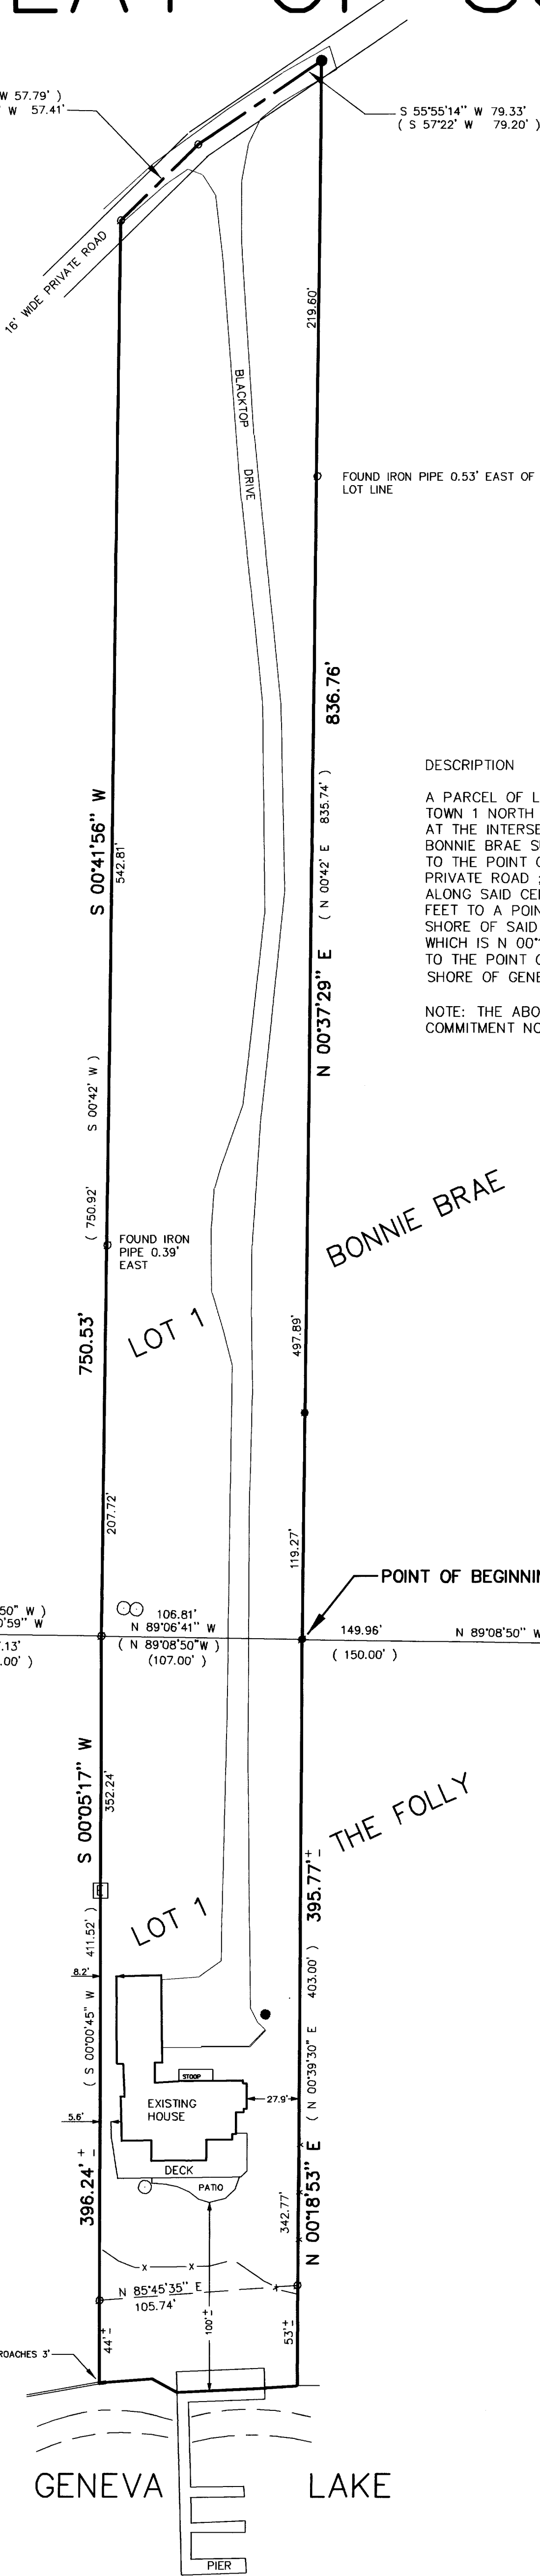 W 57.79' )
W 57.41'
S 55°55'14" W 79.33'
( S 57°22' W 79.20' )
16' WIDE PRIVATE ROAD
219.60'
BLACKTOP
DRIVE
FOUND IRON PIPE 0.53' EAST OF
LOT LINE
836.76'
( N 00°42' E 835.74' )
N 00°37'29" E
S 00°41'56" W
542.81'
DESCRIPTION
A PARCEL OF L
TOWN 1 NORTH
AT THE INTERSE
BONNIE BRAE S
TO THE POINT O
PRIVATE ROAD ;
ALONG SAID CE
FEET TO A POIN
SHORE OF SAID
WHICH IS N 00°
TO THE POINT O
SHORE OF GENE
NOTE: THE ABO
COMMITMENT NO
S 00°42' W )
( 750.92'
FOUND IRON
PIPE 0.39'
EAST
BONNIE BRAE
LOT 1
750.53'
497.89'
207.72'
119.27'
POINT OF BEGINNIN
50" W )
0'59" W
106.81'
N 89°06'41" W
( N 89°08'50"W )
(107.00' )
149.96'
( 150.00' )
N 89°08'50" W
.13'
.00' )
S 00°05'17" W
352.24'
THE FOLLY
395.77'±
LOT 1
E
( S 00°00'45" W 411.52' )
8.2'
( N 00°39'30" E 403.00' )
STOOP
EXISTING
HOUSE
27.9'
5.6'
DECK
PATIO
396.24' ±
342.77'
N 00°18'53" E
x x
N 85°45'35" E
105.74'
100'±
44'±
53'±
ROACHES 3'
GENEVA LAKE
PIER